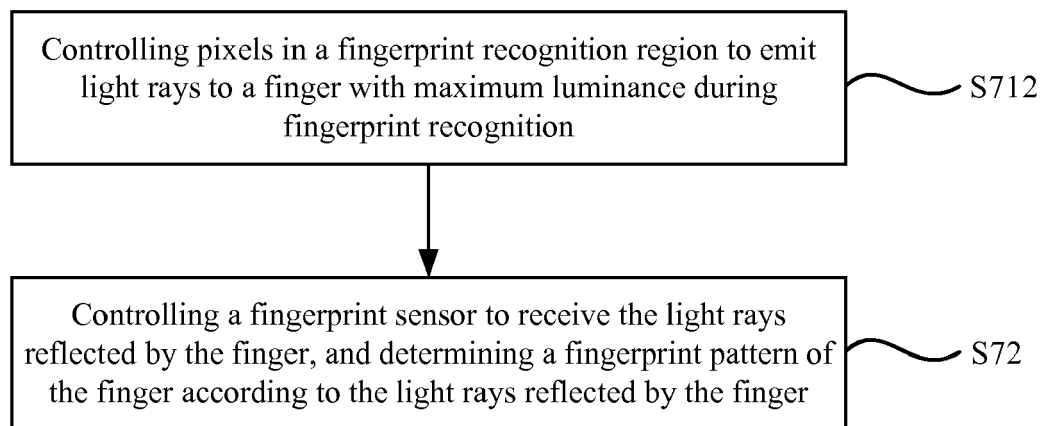 Controlling pixels in a fingerprint recognition region to emit
light rays to a finger with maximum luminance during
fingerprint recognition
S712
Controlling a fingerprint sensor to receive the light rays
reflected by the finger, and determining a fingerprint pattern of
the finger according to the light rays reflected by the finger
S72